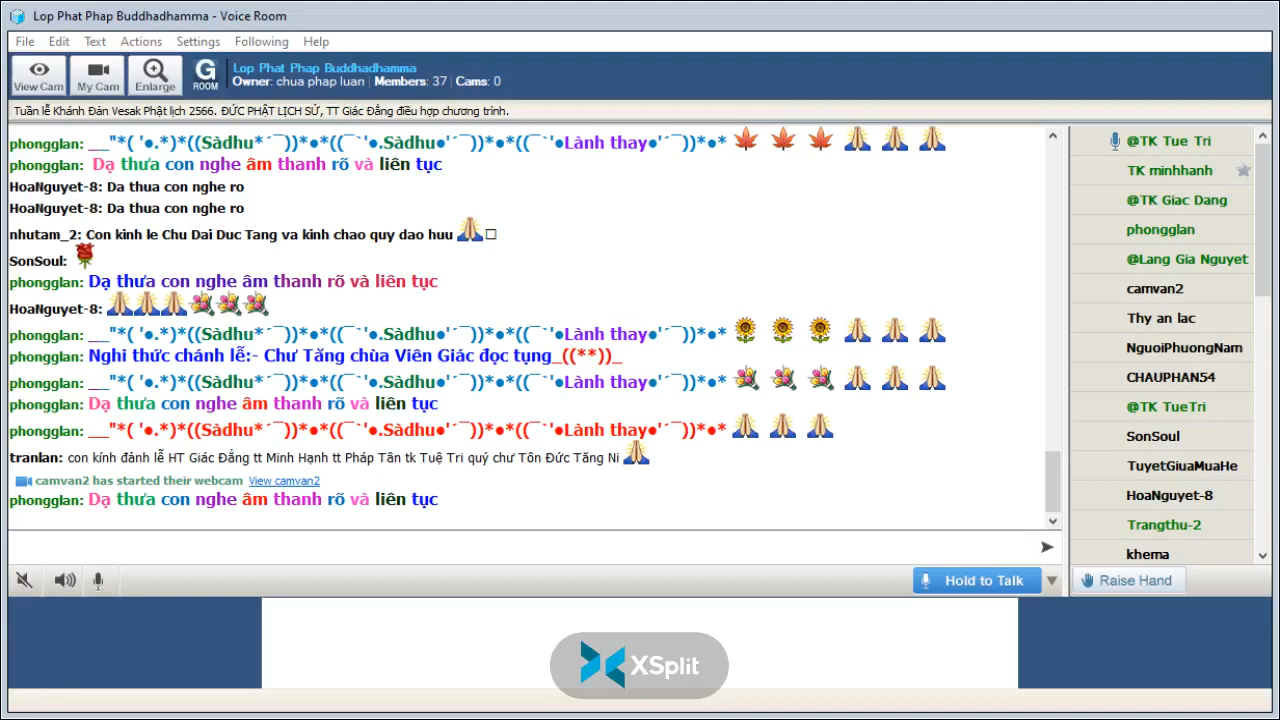 Lop Phat Phap Buddhadhamma - Voice Room
File Edit Text Actions Settings Following Help
View Cam My Cam Enlarge G ROOM
Lop Phat Phap Buddhadhamma
Owner: chua phap luan | Members: 37 | Cams: 0
Tuần lễ Khánh Đản Vesak Phật lịch 2566. ĐỨC PHẬT LỊCH SỬ, TT Giác Đẳng điều hợp chương trình.
phongglan: __"*( '●.*)*((Sàdhu*´¯))*●*((¯`'●.Sàdhu●'´¯))*●*((¯`'●Lành thay●'´¯))*●* 🍁 🍁 🍁 🙏 🙏 🙏
phongglan: Dạ thưa con nghe âm thanh rõ và liên tục
HoaNguyet-8: Da thua con nghe ro
HoaNguyet-8: Da thua con nghe ro
nhutam_2: Con kinh le Chu Dai Duc Tang va kinh chao quy dao huu 🙏□
SonSoul: 🌹
phongglan: Dạ thưa con nghe âm thanh rõ và liên tục
HoaNguyet-8: 🙏🙏🙏💐💐💐
phongglan: __"*( '●.*)*((Sàdhu*´¯))*●*((¯`'●.Sàdhu●'´¯))*●*((¯`'●Lành thay●'´¯))*●* 🌻 🌻 🌻 🙏 🙏 🙏
phongglan: Nghi thức chánh lễ:- Chư Tăng chùa Viên Giác đọc tụng_((**))_
phongglan: __"*( '●.*)*((Sàdhu*´¯))*●*((¯`'●.Sàdhu●'´¯))*●*((¯`'●Lành thay●'´¯))*●* 💐 💐 💐 🙏 🙏 🙏
phongglan: Dạ thưa con nghe âm thanh rõ và liên tục
phongglan: __"*( '●.*)*((Sàdhu*´¯))*●*((¯`'●.Sàdhu●'´¯))*●*((¯`'●Lành thay●'´¯))*●* 🙏 🙏 🙏
tranlan: con kính đảnh lễ HT Giác Đẳng tt Minh Hạnh tt Pháp Tân tk Tuệ Tri quý chư Tôn Đức Tăng Ni 🙏
camvan2 has started their webcam View camvan2
phongglan: Dạ thưa con nghe âm thanh rõ và liên tục
@TK Tue Tri
TK minhhanh
@TK Giac Dang
phongglan
@Lang Gia Nguyet
camvan2
Thy an lac
NguoiPhuongNam
CHAUPHAN54
@TK TueTri
SonSoul
TuyetGiuaMuaHe
HoaNguyet-8
Trangthu-2
khema
Hold to Talk
Raise Hand
XSplit